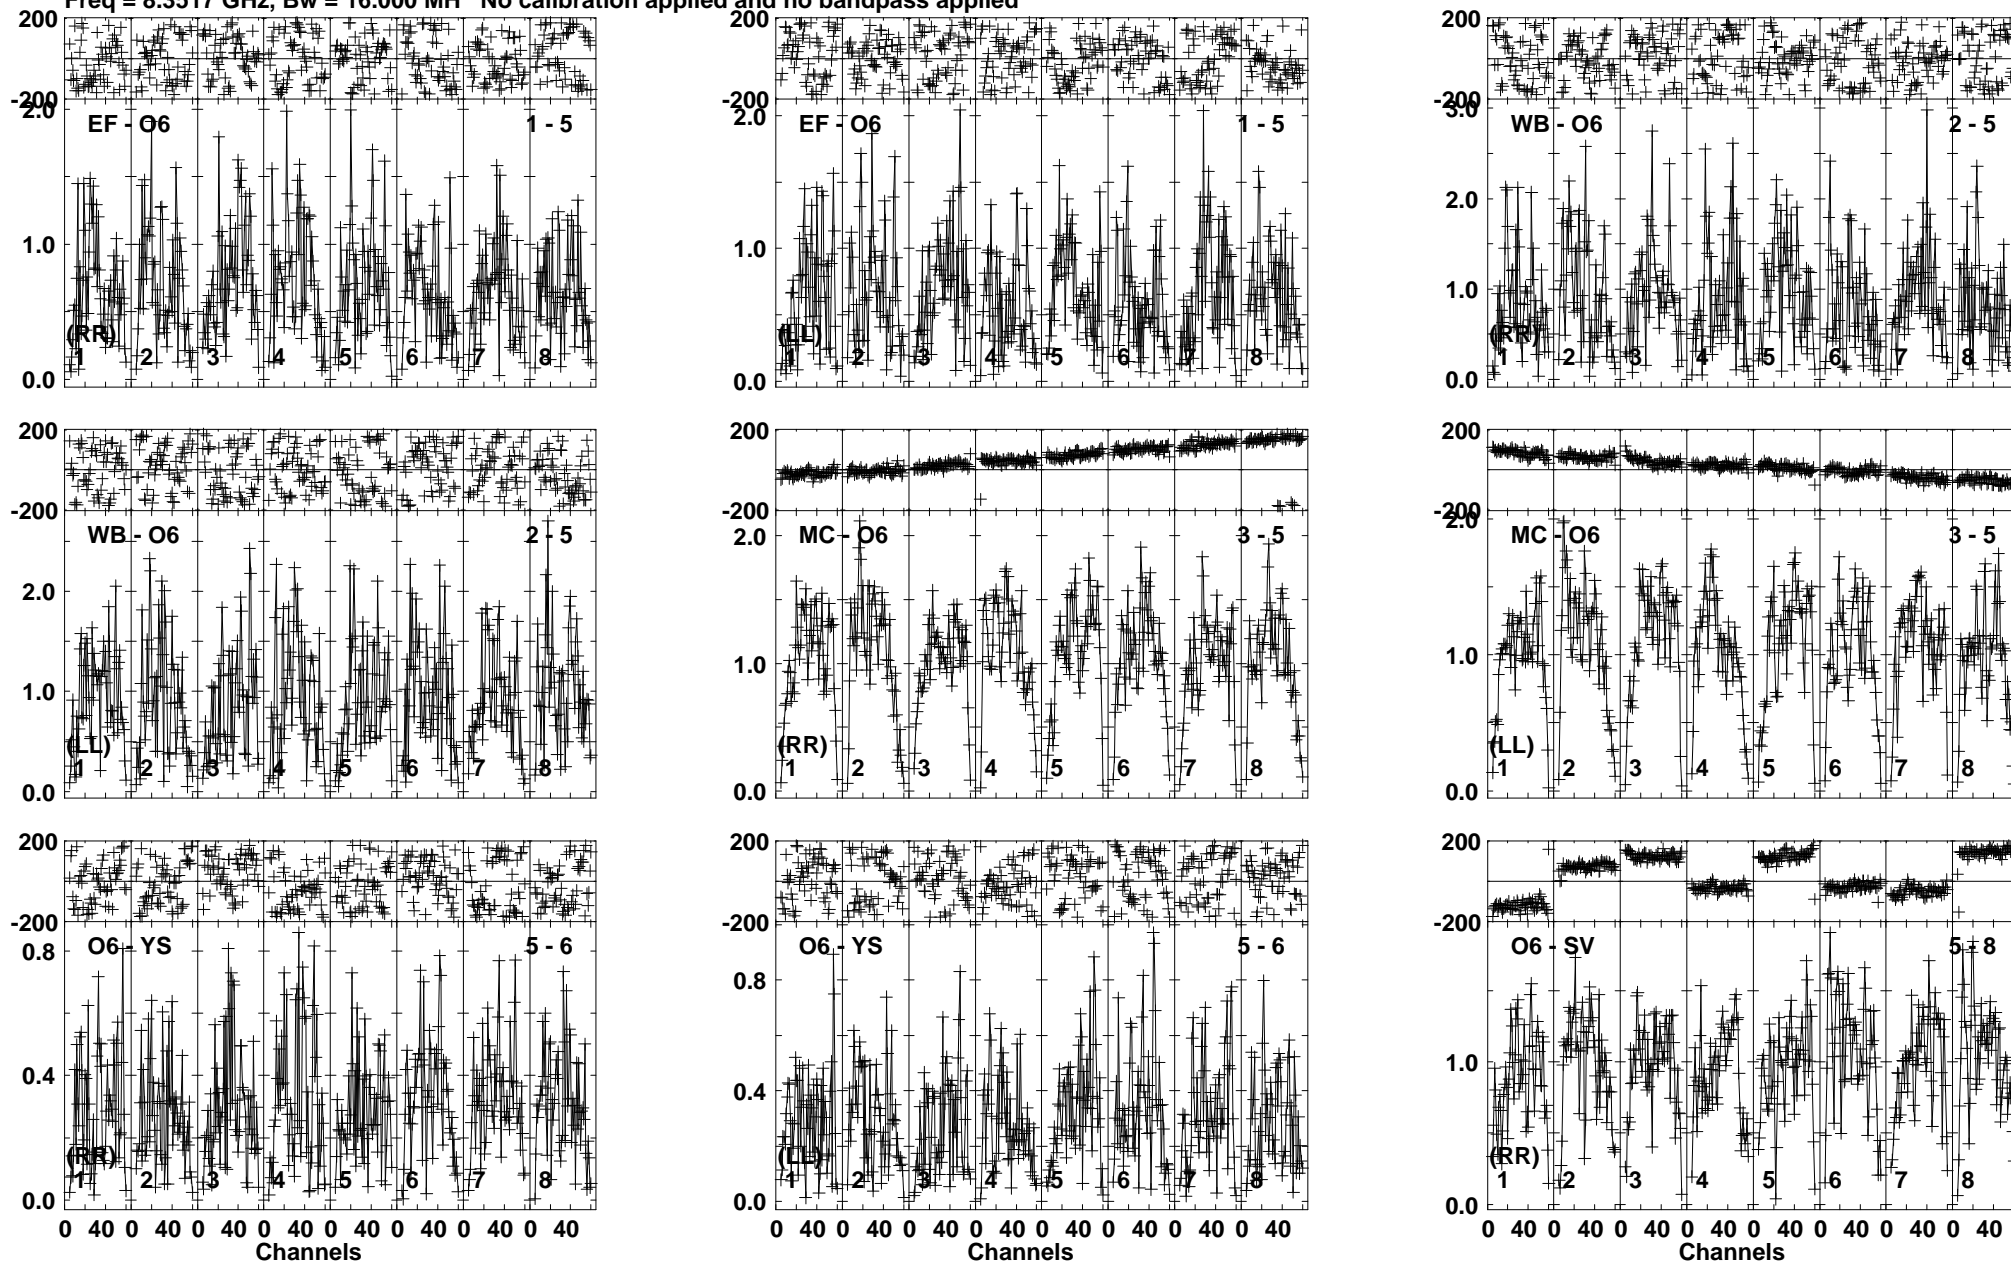 Freq = 8.3517 GHz, Bw = 16.000 MH No calibration applied and no bandpass applied
200 200 200
-200 -200 -200
2.0 2.0 3.0
EF - O6 1 - 5 EF - O6 1 - 5 WB - O6 2 - 5
2.0
1.0 1.0 1.0
(RR) (LL) (RR)
1 2 3 4 5 6 7 8 1 2 3 4 5 6 7 8 1 2 3 4 5 6 7 8
0.0 0.0 0.0
200 200 200
-200 -200 -200
2.0
WB - O6 2 - 5 MC - O6 3 - 5 MC - O6 3 - 5
2.0 2.0
1.0 1.0 1.0
(LL) (RR) (LL)
1 2 3 4 5 6 7 8 1 2 3 4 5 6 7 8 1 2 3 4 5 6 7 8
0.0 0.0 0.0
200 200 200
-200 -200 -200
O6 - YS 5 - 6 O6 - YS 5 - 6 O6 - SV 5 - 8
0.8 0.8
0.4 0.4 1.0
(RR) (LL) (RR)
1 2 3 4 5 6 7 8 1 2 3 4 5 6 7 8 1 2 3 4 5 6 7 8
0.0 0.0 0.0
0 40 0 40 0 40 0 40 0 40 0 40 0 40 0 40 0 40 0 40 0 40 0 40 0 40 0 40 0 40 0 40 0 40 0 40 0 40 0 40 0 40 0 40 0 40 0 40
Channels Channels Channels